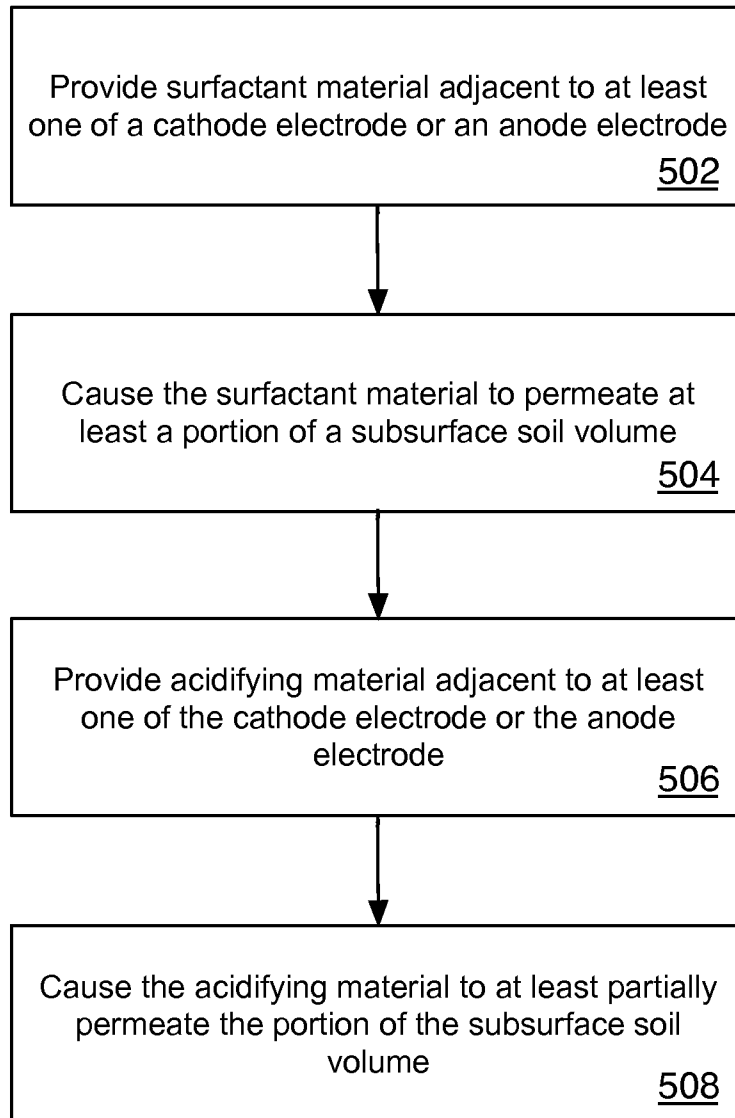 Provide surfactant material adjacent to at least
one of a cathode electrode or an anode electrode
502
Cause the surfactant material to permeate at
least a portion of a subsurface soil volume
504
Provide acidifying material adjacent to at least
one of the cathode electrode or the anode
electrode
506
Cause the acidifying material to at least partially
permeate the portion of the subsurface soil
volume
508